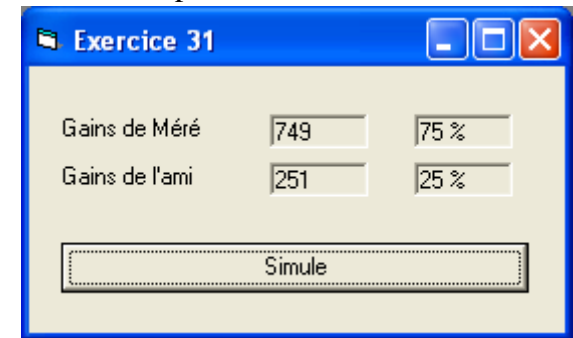 Exercice 31
Gains de Méré 749 75 %
Gains de l'ami 251 25 %
Simule